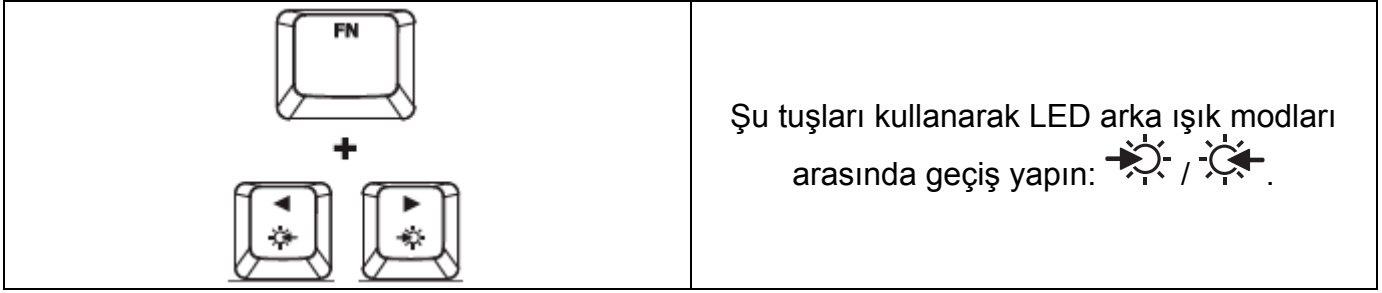 FN
+
◄ ►
Şu tuşları kullanarak LED arka ışık modları
arasında geçiş yapın: / .